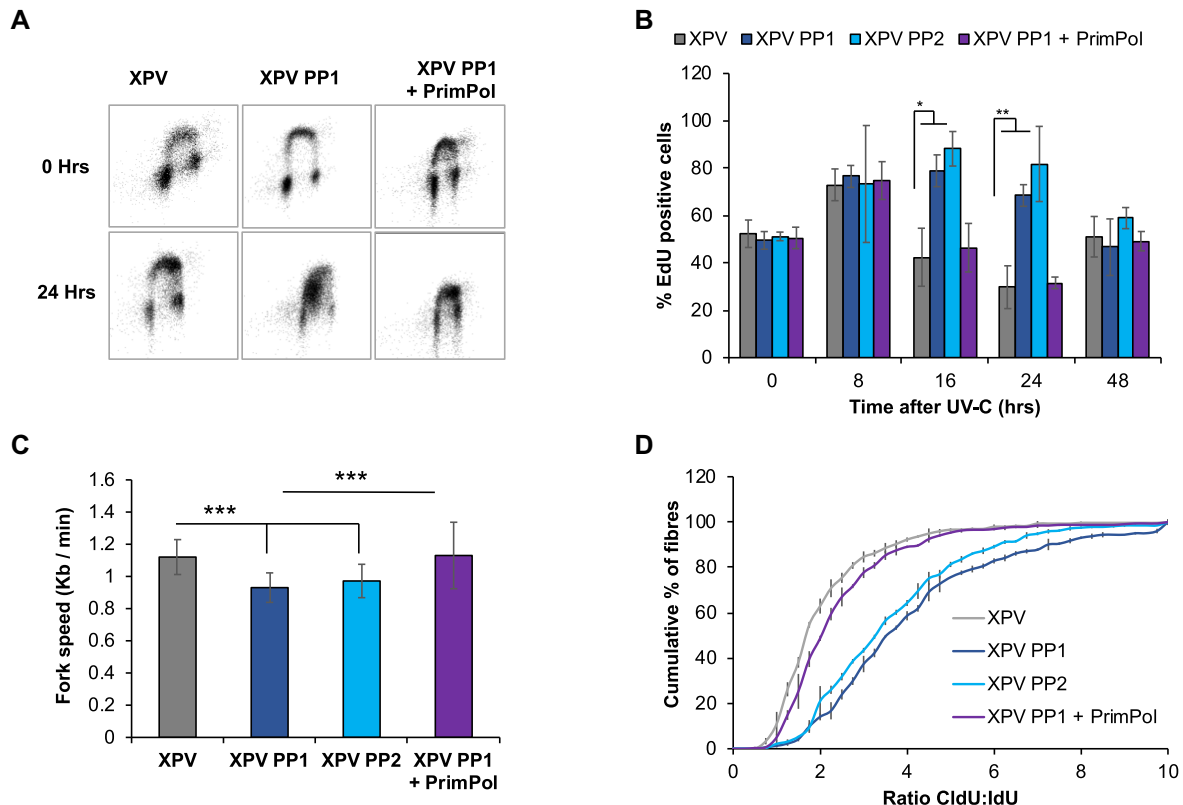 A
XPV
XPV PP1
XPV PP1
+ PrimPol
0 Hrs
24 Hrs
B
XPV XPV PP1 XPV PP2 XPV PP1 + PrimPol
120
100
80
60
40
20
0
% EdU positive cells
*
**
0 8 16 24 48
Time after UV-C (hrs)
C
1.6
1.4
1.2
1
0.8
0.6
0.4
0.2
0
Fork speed (Kb / min)
***
***
XPV XPV PP1 XPV PP2 XPV PP1
+ PrimPol
D
120
100
80
60
40
20
0
Cumulative % of fibres
XPV
XPV PP1
XPV PP2
XPV PP1 + PrimPol
0 2 4 6 8 10
Ratio CldU:IdU